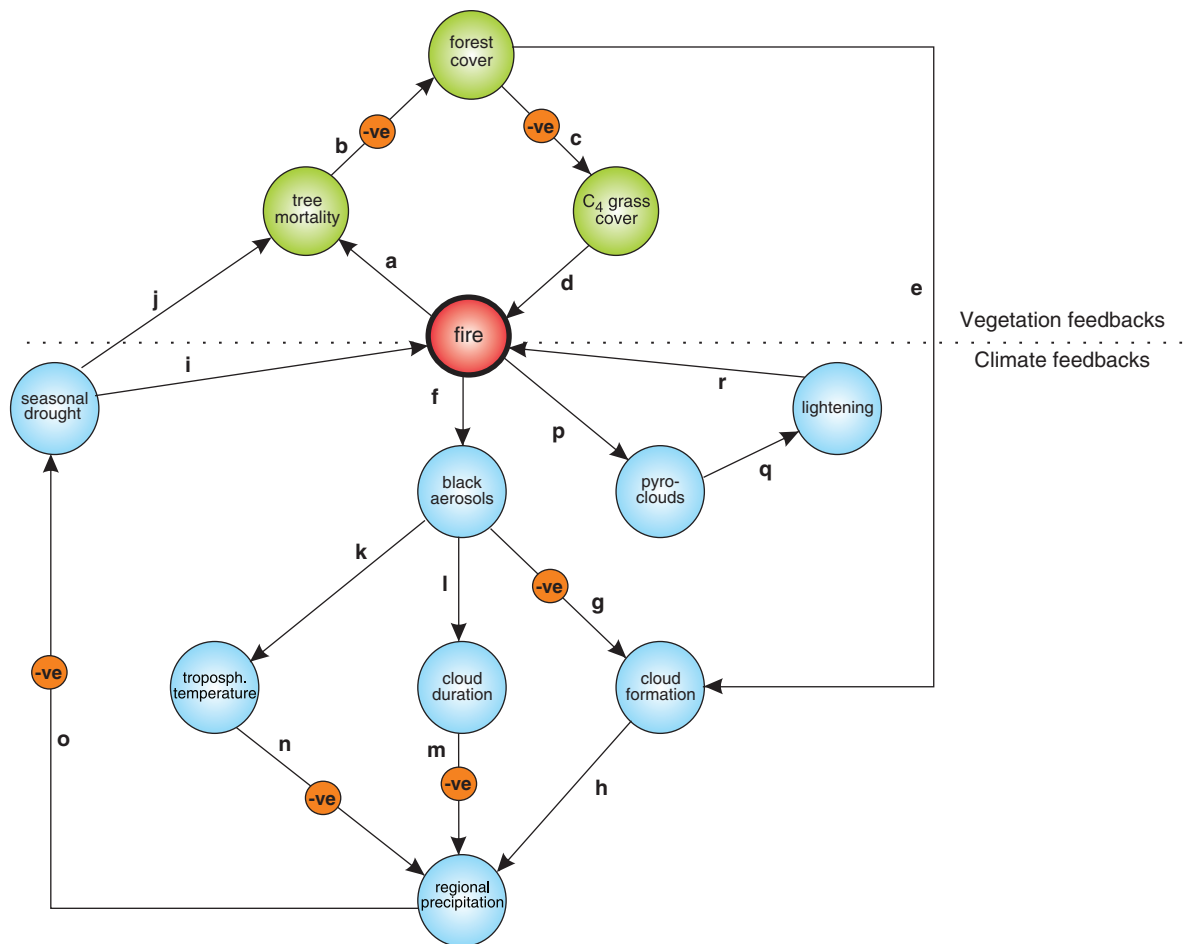 forest
cover
-ve
-ve
b
c
tree
mortality
C4 grass
cover
a
d
e
j
fire
Vegetation feedbacks
Climate feedbacks
i
r
seasonal
drought
f
lightening
p
q
black
aerosols
pyro-
clouds
k
l
-ve
g
troposph.
temperature
cloud
duration
cloud
formation
-ve
o
n
m
-ve
-ve
h
regional
precipitation